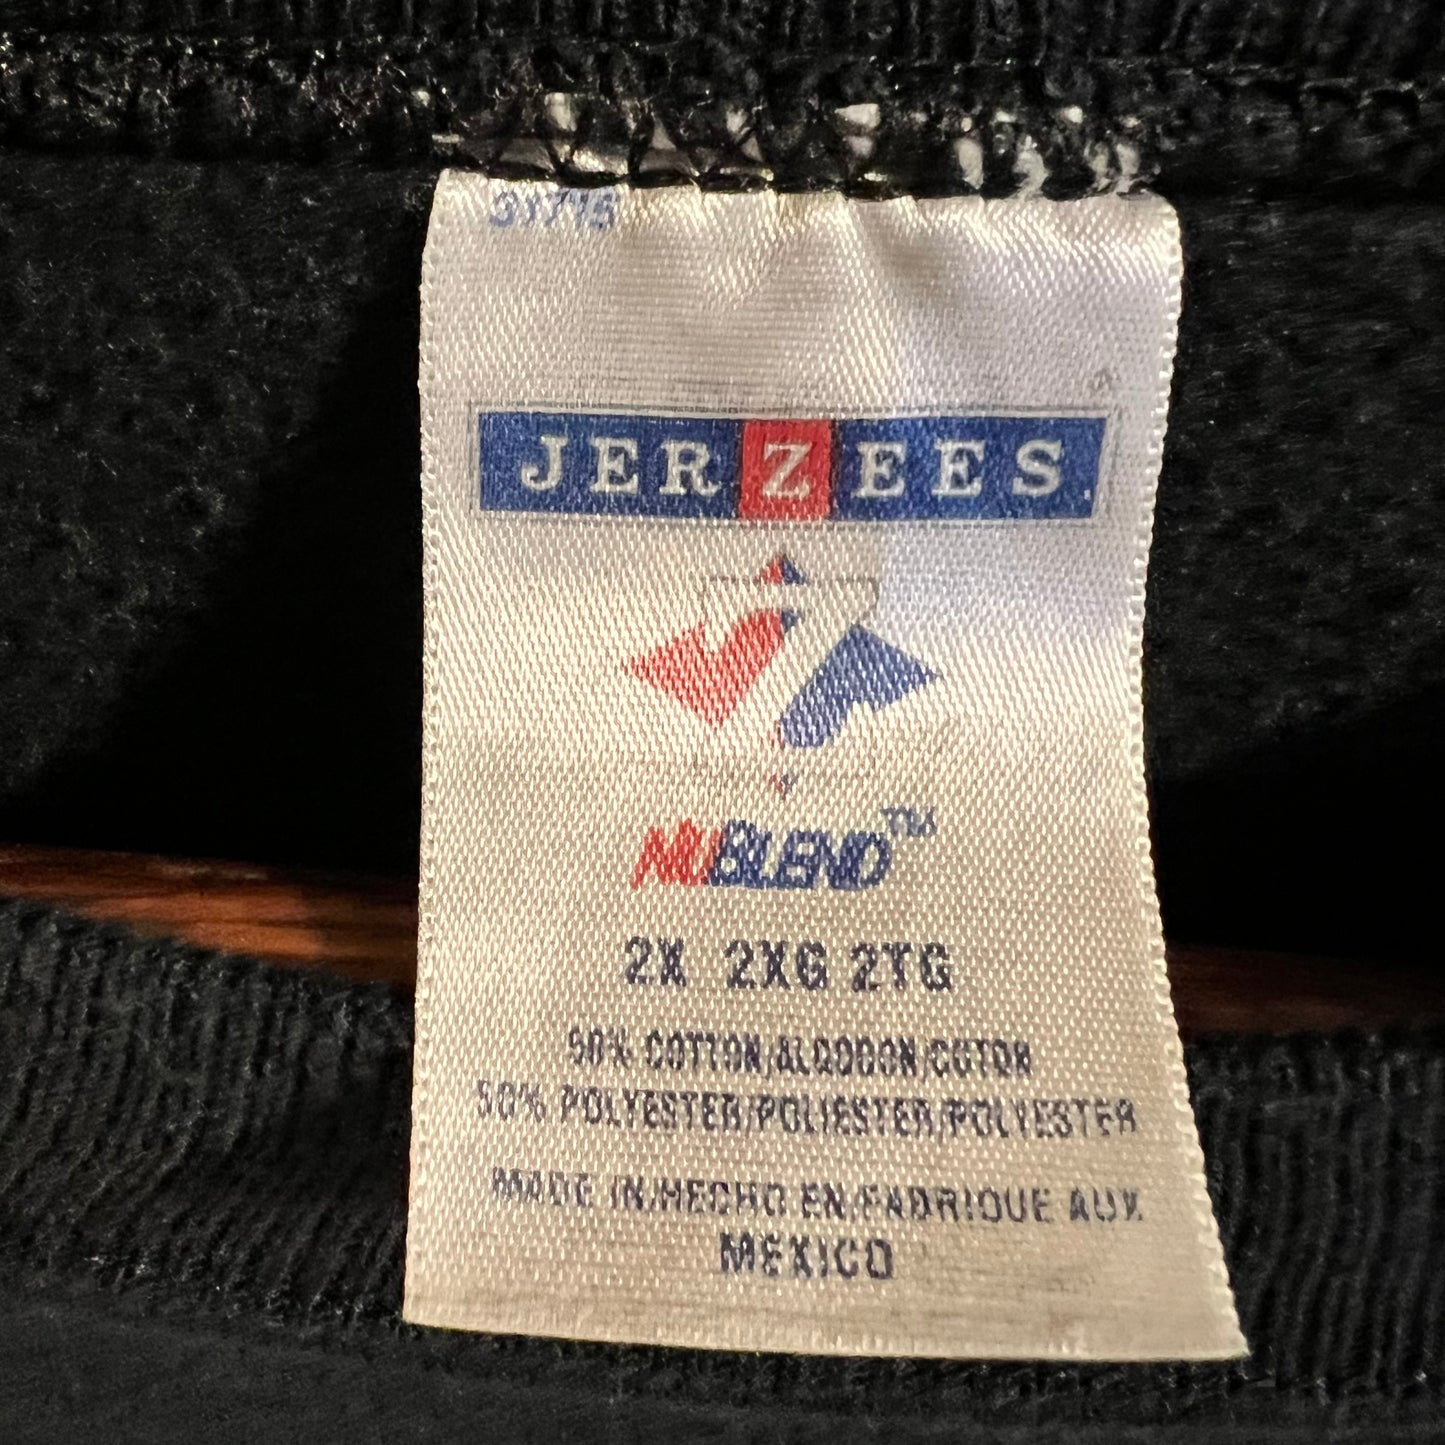 31715
JERZEES
Z
NUBLEND™
2X 2XG 2TG
50% COTTON/ALGODON/COTON
50% POLYESTER/POLIESTER/POLYESTER
MADE IN/HECHO EN/FABRIQUE AUX
MEXICO